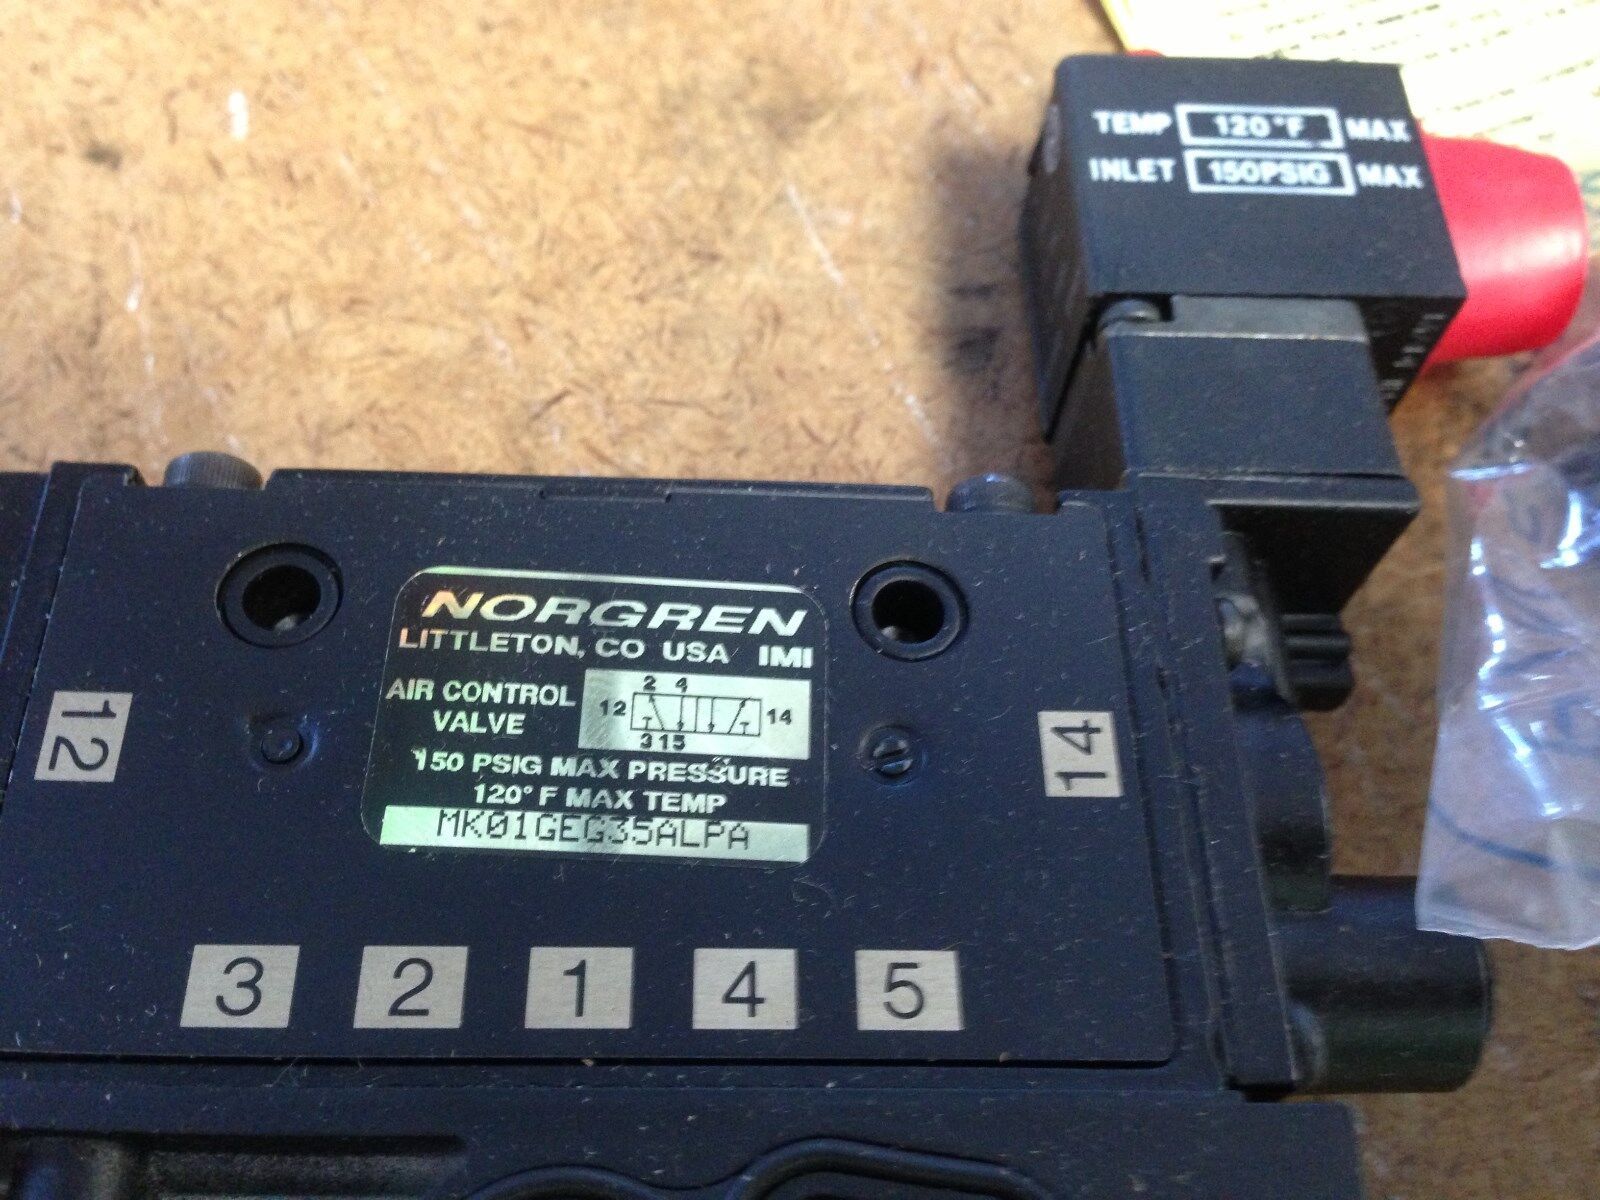 TEMP 120°F MAX
INLET 150PSIG MAX
NORGREN
LITTLETON, CO USA IMI
AIR CONTROL
VALVE
2 4
12 14
3 1 5
150 PSIG MAX PRESSURE
120° F MAX TEMP
MK01GEG35ALPA
12
14
3 2 1 4 5